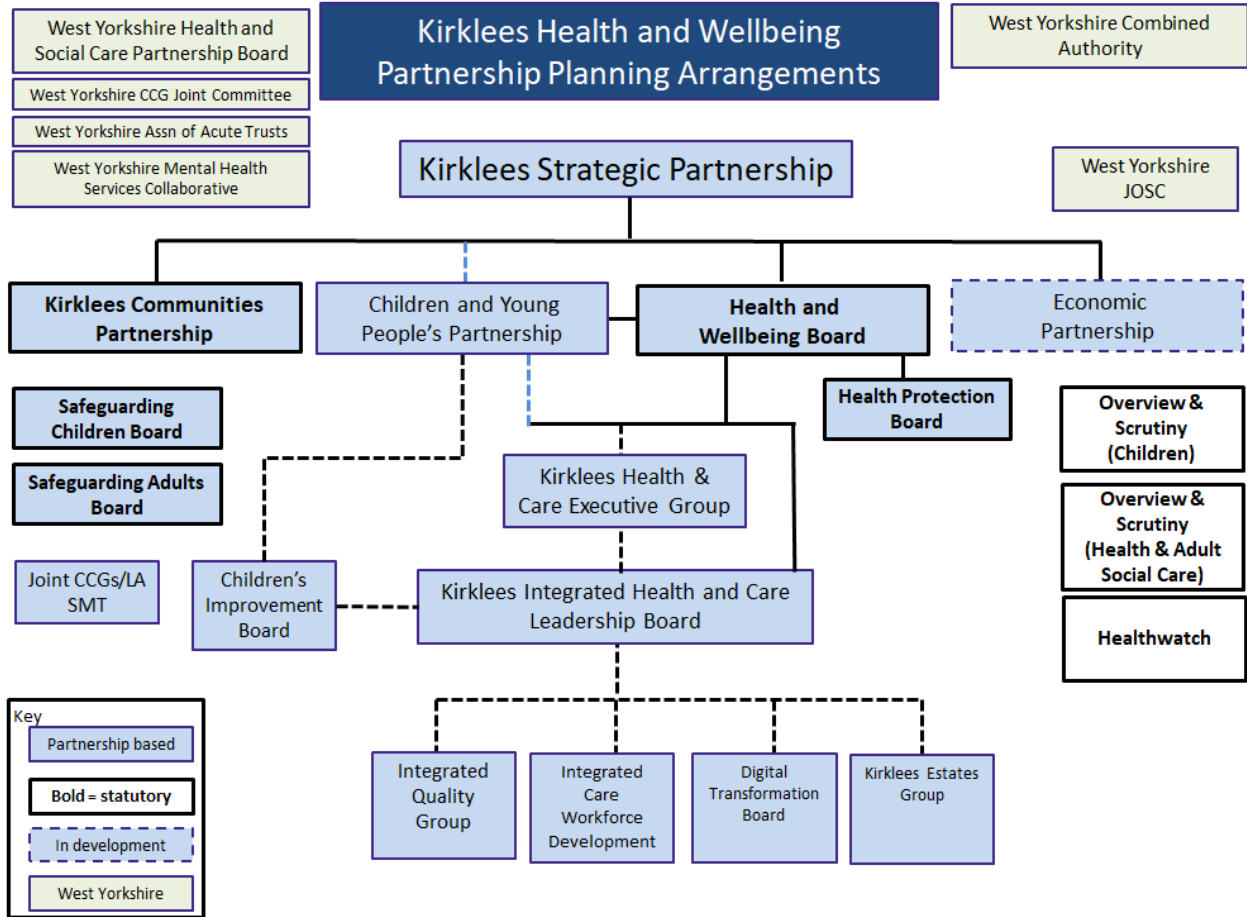 West Yorkshire Health and
Social Care Partnership Board
West Yorkshire CCG Joint Committee
West Yorkshire Assn of Acute Trusts
West Yorkshire Mental Health
Services Collaborative
Kirklees Health and Wellbeing
Partnership Planning Arrangements
West Yorkshire Combined
Authority
Kirklees Strategic Partnership
West Yorkshire
JOSC
Kirklees Communities
Partnership
Children and Young
People's Partnership
Health and
Wellbeing Board
Economic
Partnership
Safeguarding
Children Board
Health Protection
Board
Overview &
Scrutiny
(Children)
Safeguarding Adults
Board
Kirklees Health &
Care Executive Group
Overview &
Scrutiny
(Health & Adult
Social Care)
Joint CCGs/LA
SMT
Children's
Improvement
Board
Kirklees Integrated Health and Care
Leadership Board
Healthwatch
Key
Partnership based
Bold = statutory
In development
West Yorkshire
Integrated
Quality
Group
Integrated
Care
Workforce
Development
Digital
Transformation
Board
Kirklees Estates
Group